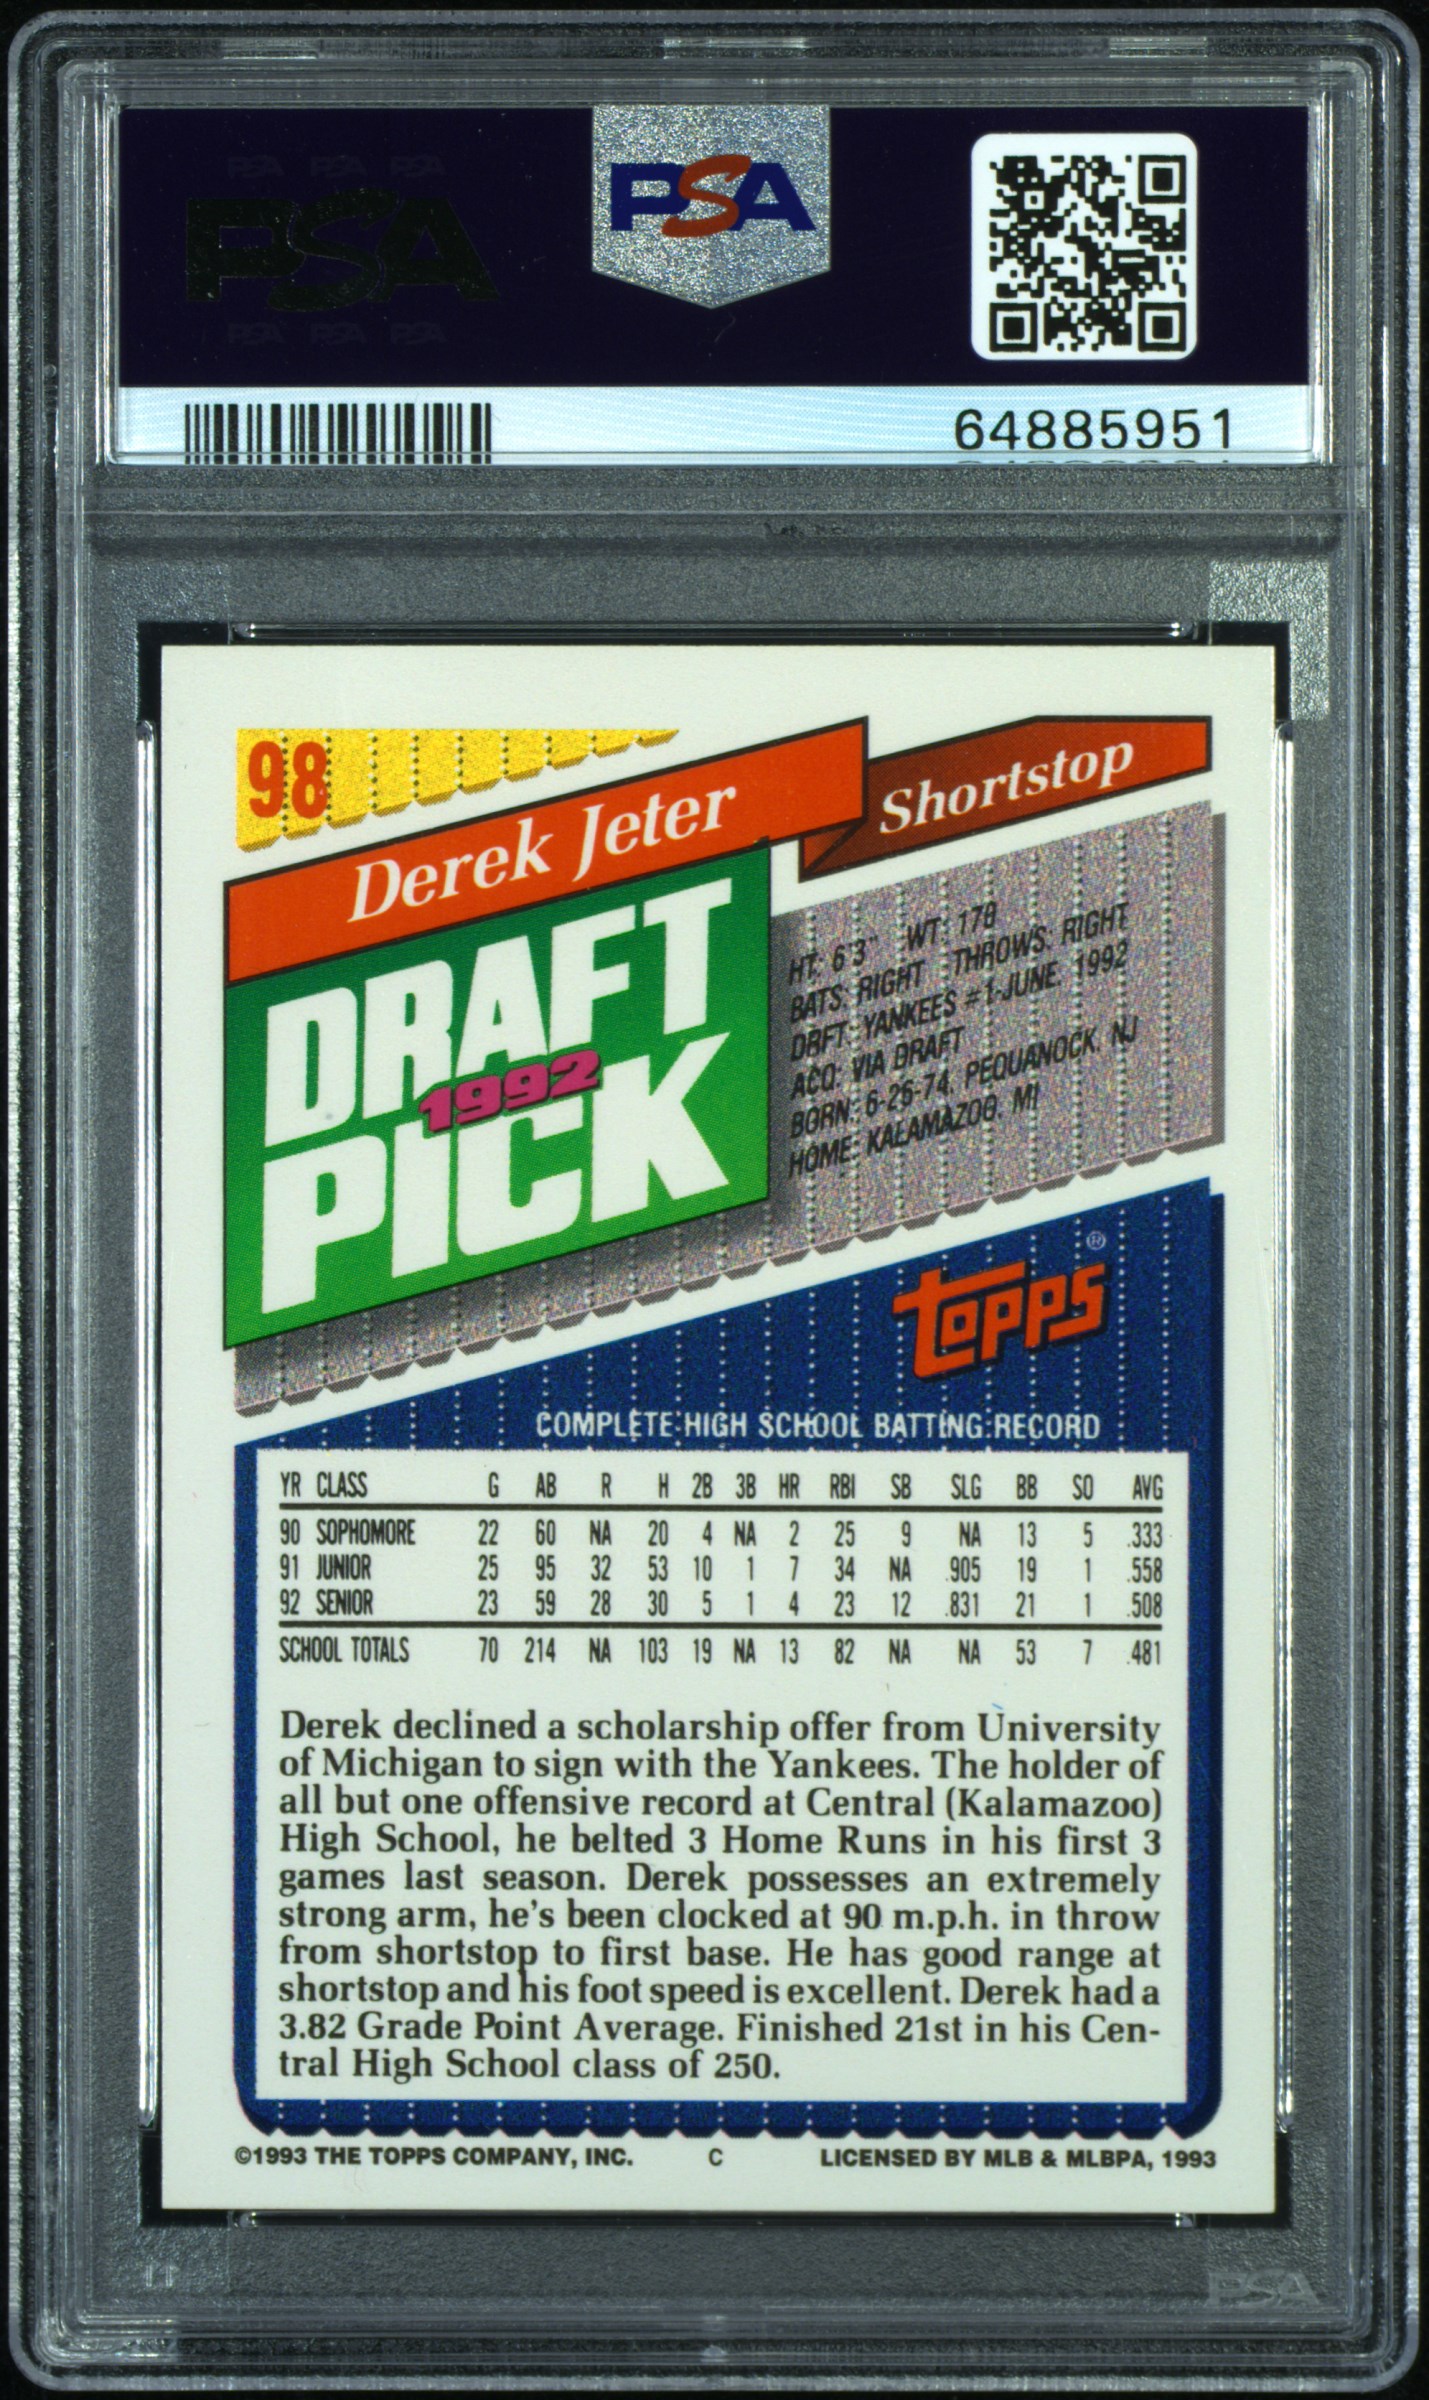 PSA PSA PSA
PSA
PSA PSA PSA
PSA
64885951
98
Derek Jeter
Shortstop
DRAFT
1992
PICK
HT: 6'3" WT: 178
BATS: RIGHT THROWS: RIGHT
DRFT: YANKEES #1-JUNE, 1992
ACQ: VIA DRAFT
BORN: 6-26-74, PEQUANOCK, NJ
HOME: KALAMAZOO, MI
Topps®
COMPLETE HIGH SCHOOL BATTING RECORD
YR CLASS G AB R H 2B 3B HR RBI SB SLG BB SO AVG
90 SOPHOMORE 22 60 NA 20 4 NA 2 25 9 NA 13 5 .333
91 JUNIOR 25 95 32 53 10 1 7 34 NA .905 19 1 .558
92 SENIOR 23 59 28 30 5 1 4 23 12 .831 21 1 .508
SCHOOL TOTALS 70 214 NA 103 19 NA 13 82 NA NA 53 7 .481
Derek declined a scholarship offer from University
of Michigan to sign with the Yankees. The holder of
all but one offensive record at Central (Kalamazoo)
High School, he belted 3 Home Runs in his first 3
games last season. Derek possesses an extremely
strong arm, he's been clocked at 90 m.p.h. in throw
from shortstop to first base. He has good range at
shortstop and his foot speed is excellent. Derek had a
3.82 Grade Point Average. Finished 21st in his Cen-
tral High School class of 250.
©1993 THE TOPPS COMPANY, INC. C LICENSED BY MLB & MLBPA, 1993
PSA